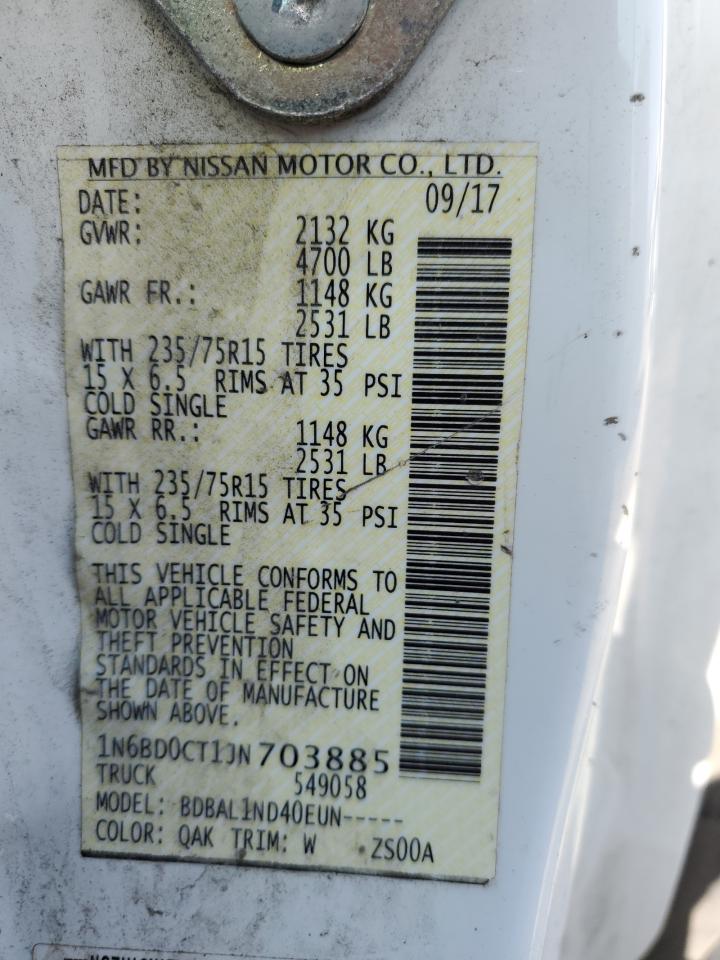 MFD BY NISSAN MOTOR CO., LTD.
DATE: 09/17
GVWR: 2132 KG
4700 LB
GAWR FR.: 1148 KG
2531 LB
WITH 235/75R15 TIRES
15 X 6.5 RIMS AT 35 PSI
COLD SINGLE
GAWR RR.: 1148 KG
2531 LB
WITH 235/75R15 TIRES
15 X 6.5 RIMS AT 35 PSI
COLD SINGLE
THIS VEHICLE CONFORMS TO
ALL APPLICABLE FEDERAL
MOTOR VEHICLE SAFETY AND
THEFT PREVENTION
STANDARDS IN EFFECT ON
THE DATE OF MANUFACTURE
SHOWN ABOVE.
1N6BD0CT1JN703885
TRUCK 549058
MODEL: BDBAL1ND40EUN-----
COLOR: QAK TRIM: W ZS00A